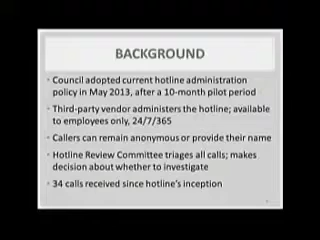 BACKGROUND
• Council adopted current hotline administration
policy in May 2013, after a 10-month pilot period
• Third-party vendor administers the hotline; available
to employees only, 24/7/365
• Callers can remain anonymous or provide their name
• Hotline Review Committee triages all calls; makes
decision about whether to investigate
• 34 calls received since hotline's inception